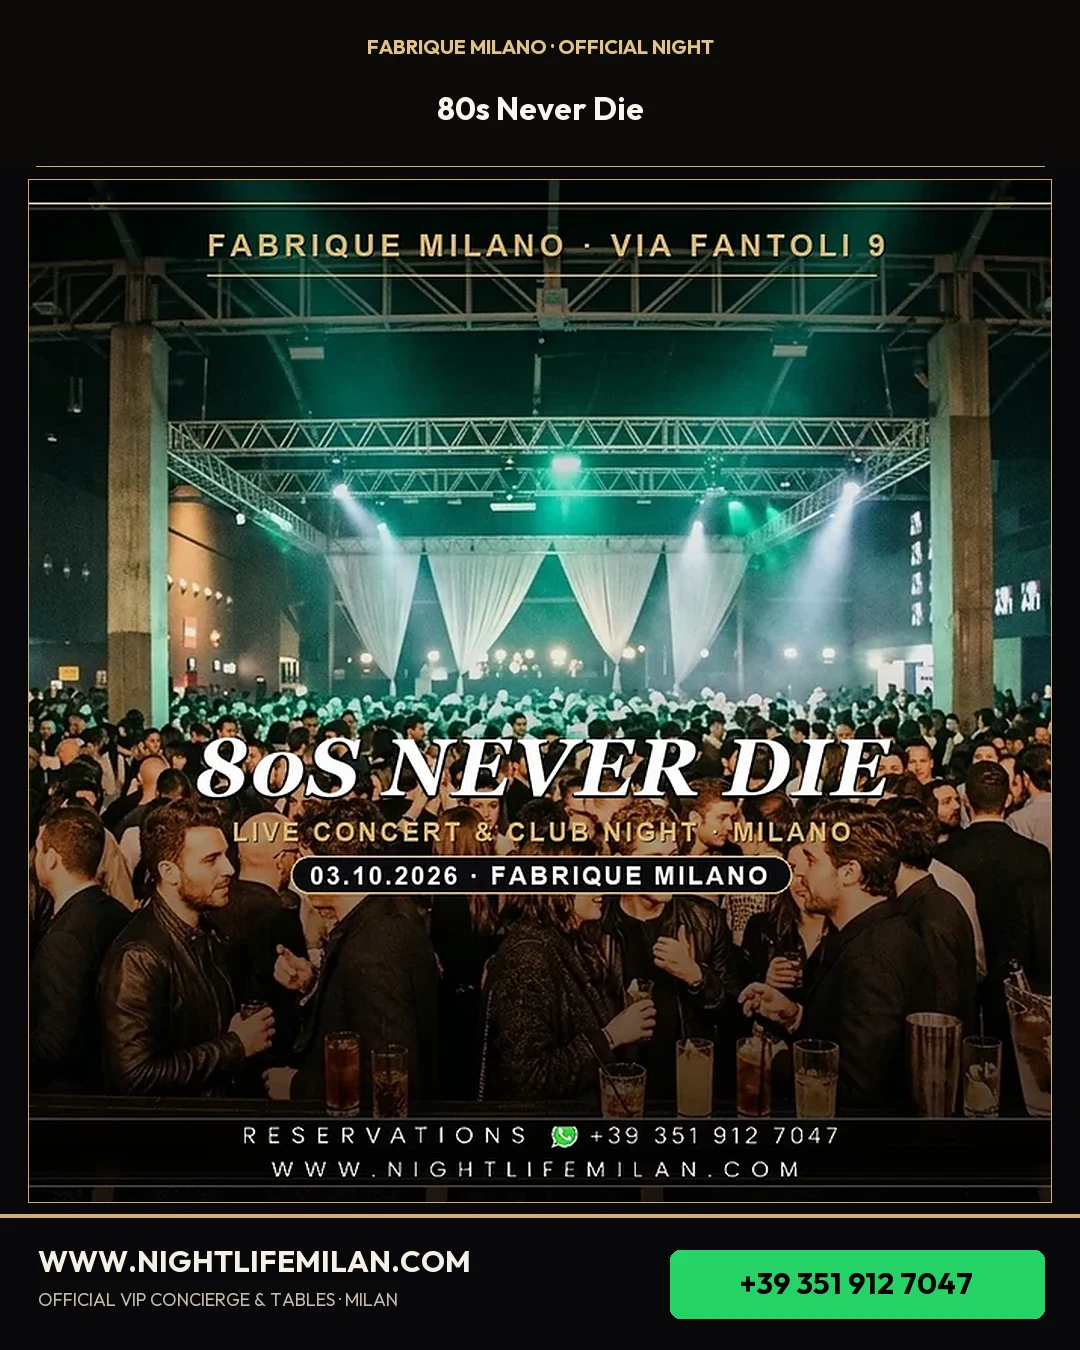 FABRIQUE MILANO · OFFICIAL NIGHT
80s Never Die
FABRIQUE MILANO · VIA FANTOLI 9
80S NEVER DIE
LIVE CONCERT & CLUB NIGHT · MILANO
03.10.2026 · FABRIQUE MILANO
RESERVATIONS +39 351 912 7047
WWW.NIGHTLIFEMILAN.COM
WWW.NIGHTLIFEMILAN.COM
+39 351 912 7047
OFFICIAL VIP CONCIERGE & TABLES · MILAN